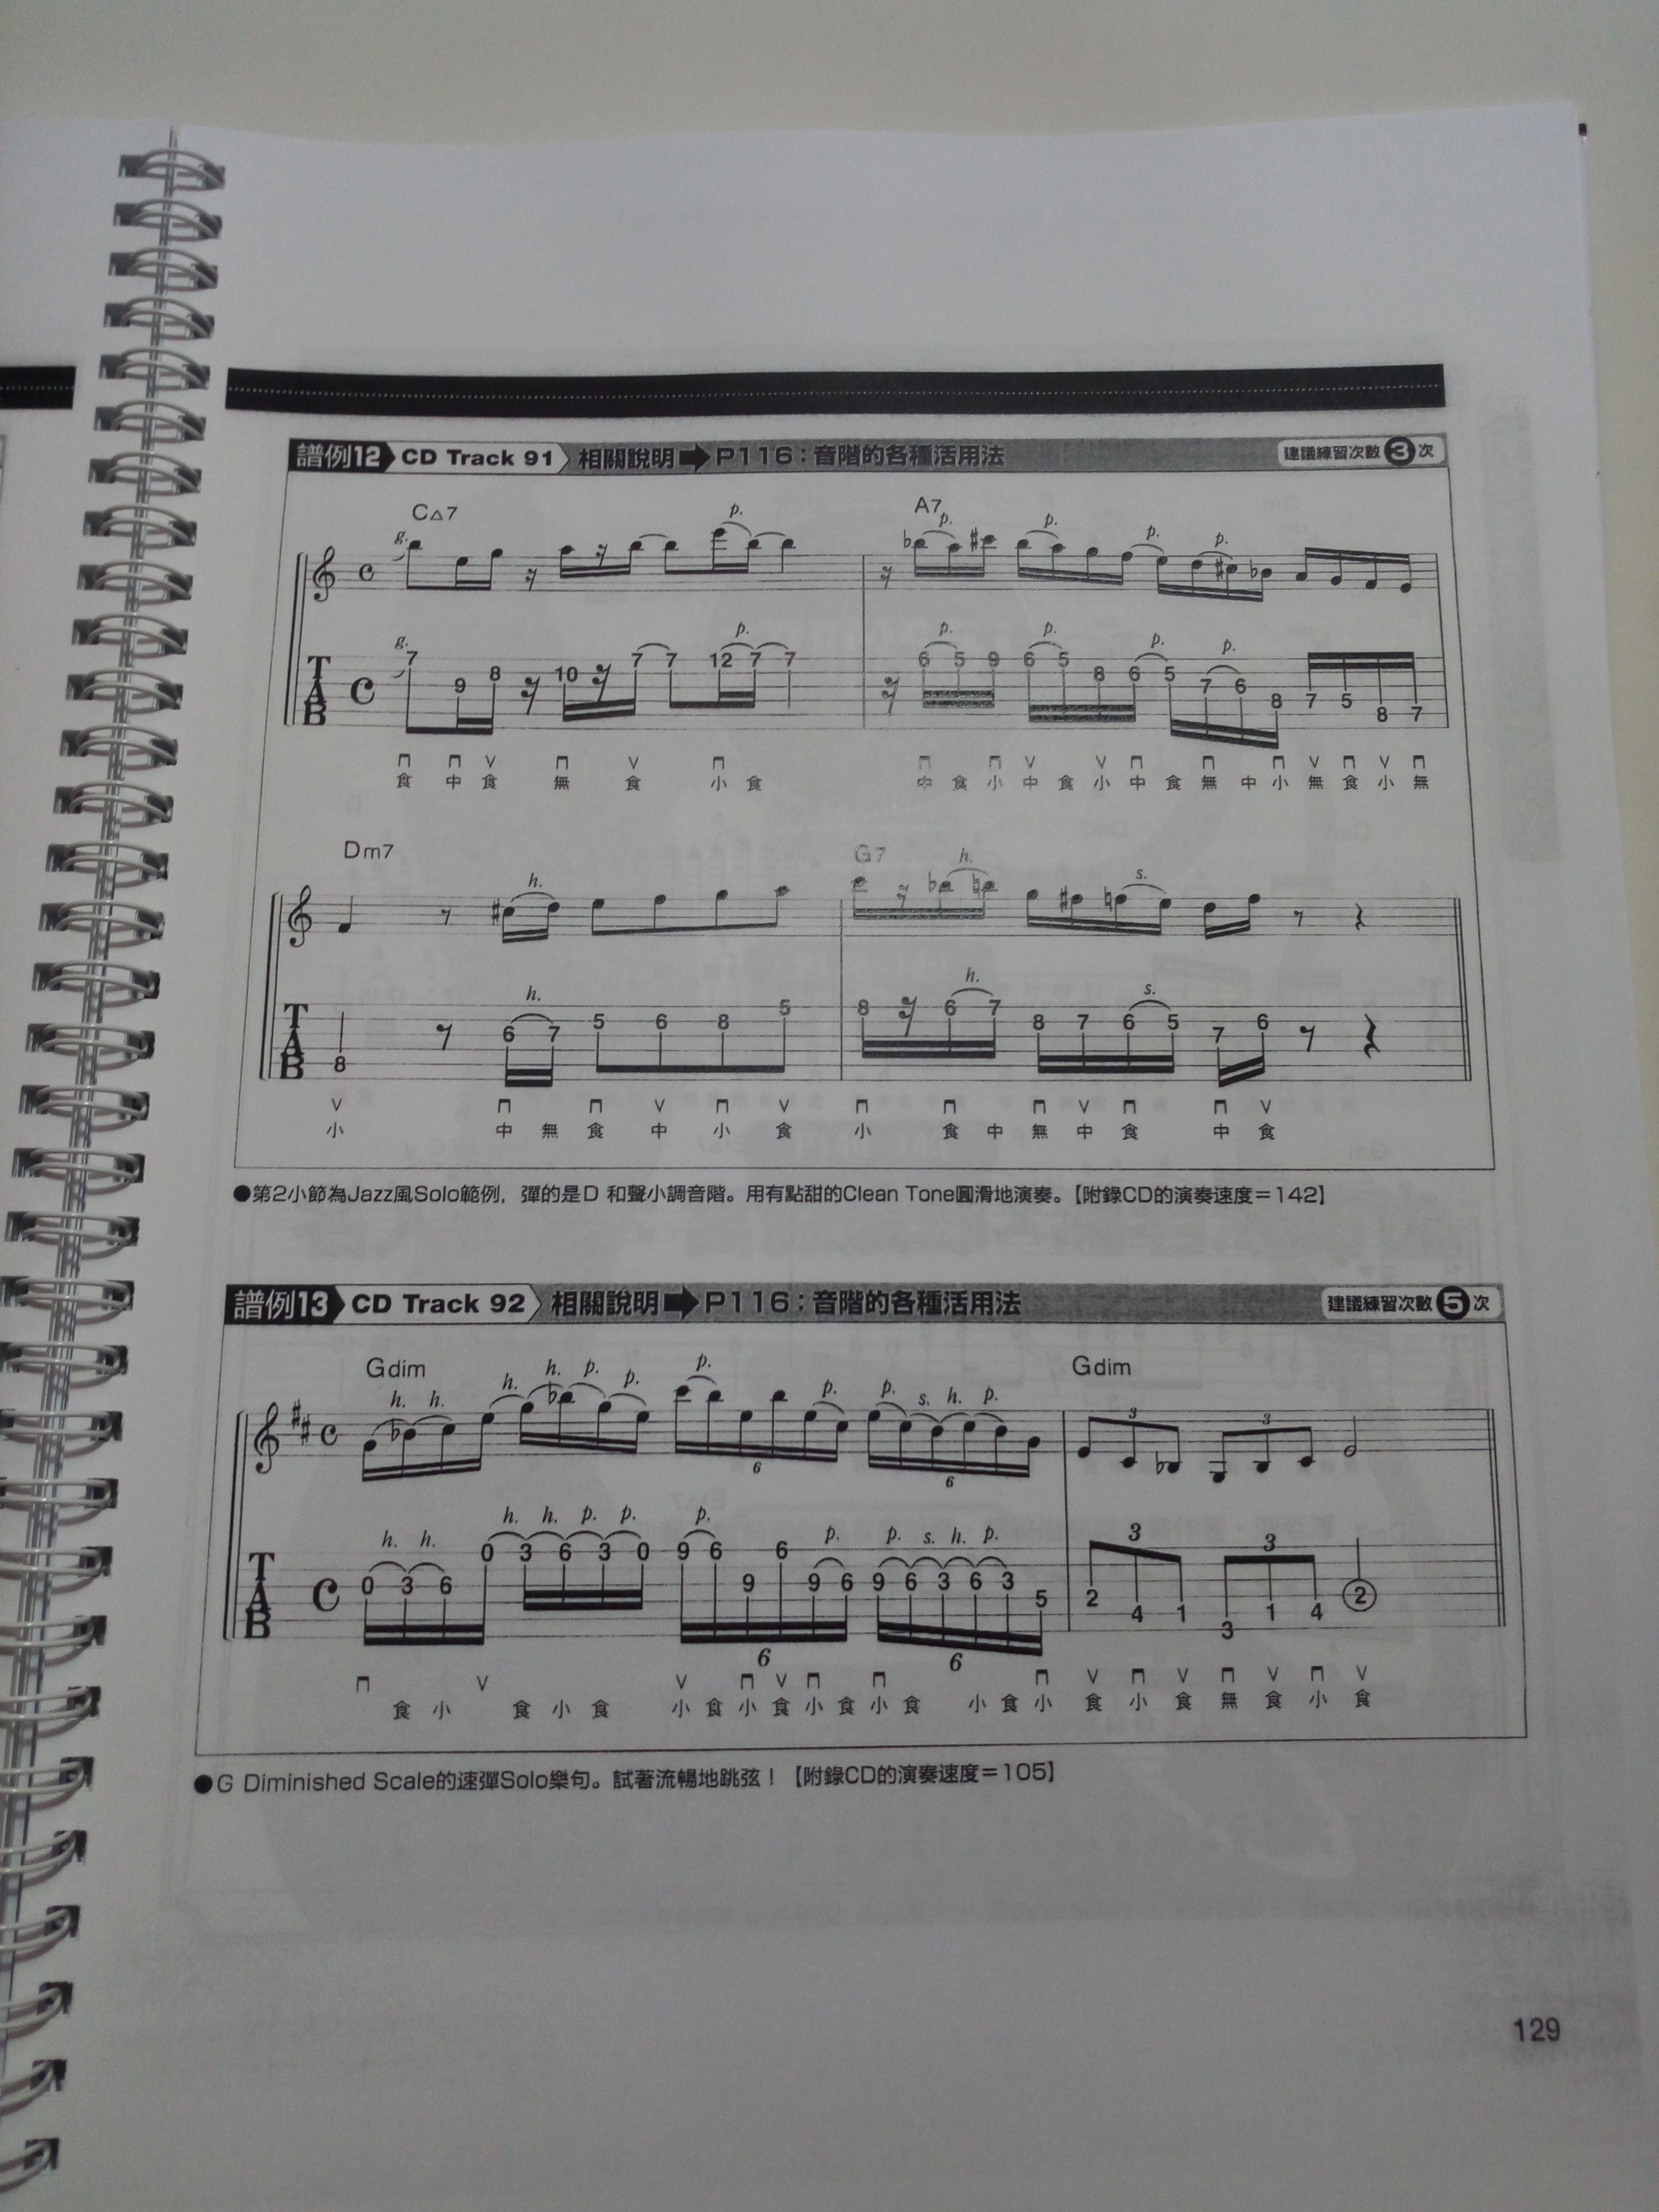 譜例12 CD Track 91 相關說明➡P116：音階的各種活用法 建議練習次數3次
C△7 A7
g. p. p. p. p. p.
g. p. p. p. p. p.
7 9 8 10 7 7 12 7 7 6 5 9 6 5 8 6 5 7 6 8 7 5 8 7
TAB
食 中 食 無 食 小 食 中 食 小 中 食 小 中 食 無 中 小 無 食 小 無
Dm7 G7
h. h. s.
h. h. s.
8 6 7 5 6 8 5 8 6 7 8 7 6 5 7 6
TAB
小 中 無 食 中 小 食 小 食 中 無 中 食 中 食
●第2小節為Jazz風Solo範例，彈的是D 和聲小調音階。用有點甜的Clean Tone圓滑地演奏。【附錄CD的演奏速度＝142】
譜例13 CD Track 92 相關說明➡P116：音階的各種活用法 建議練習次數5次
Gdim Gdim
h. h. h. h. p. p. p. p. p. s. h. p.
6 6 3 3
h. h. h. h. p. p. p. p. p. s. h. p. 3 3
0 3 6 0 3 6 3 0 9 6 9 6 9 6 9 6 3 6 3 5 2 4 1 3 1 4 2
TAB
6 6
食 小 食 小 食 小 食 小 食 小 食 小 食 小 食 小 食 小 食 無 食 小 食
●G Diminished Scale的速彈Solo樂句。試著流暢地跳弦！【附錄CD的演奏速度＝105】
129